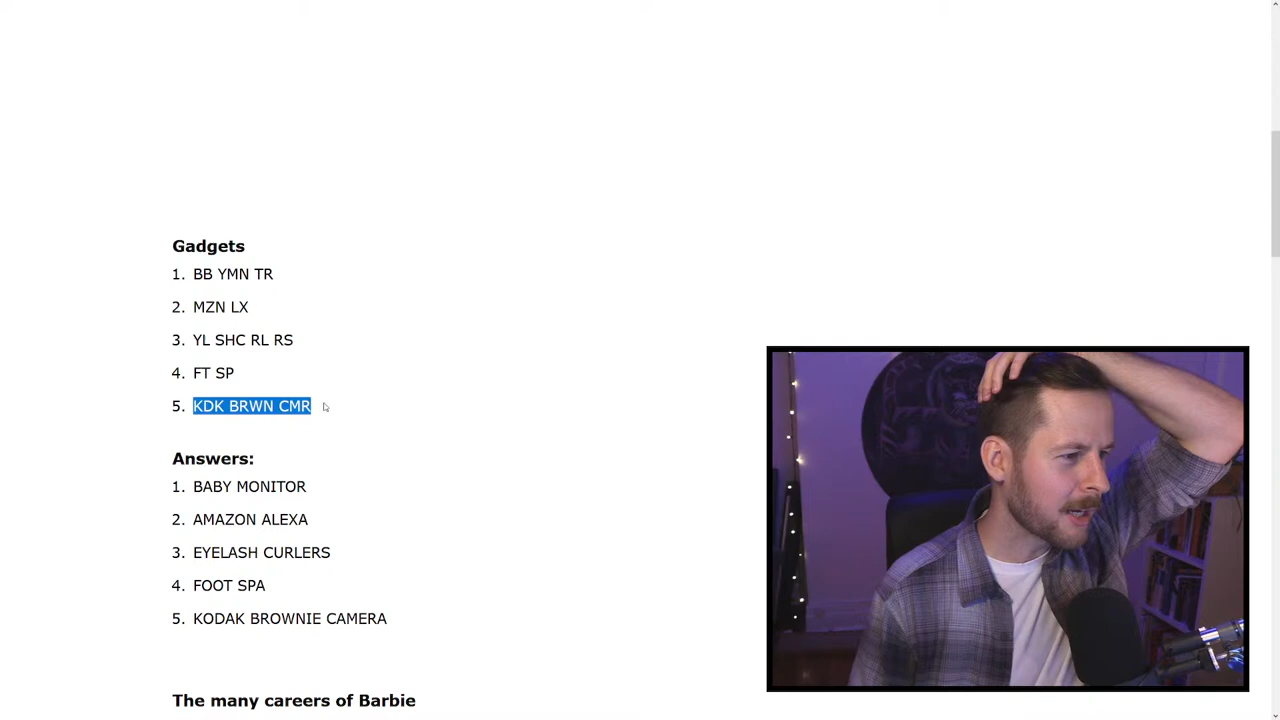 Gadgets
1. BB YMN TR
2. MZN LX
3. YL SHC RL RS
4. FT SP
5. KDK BRWN CMR
Answers:
1. BABY MONITOR
2. AMAZON ALEXA
3. EYELASH CURLERS
4. FOOT SPA
5. KODAK BROWNIE CAMERA
The many careers of Barbie